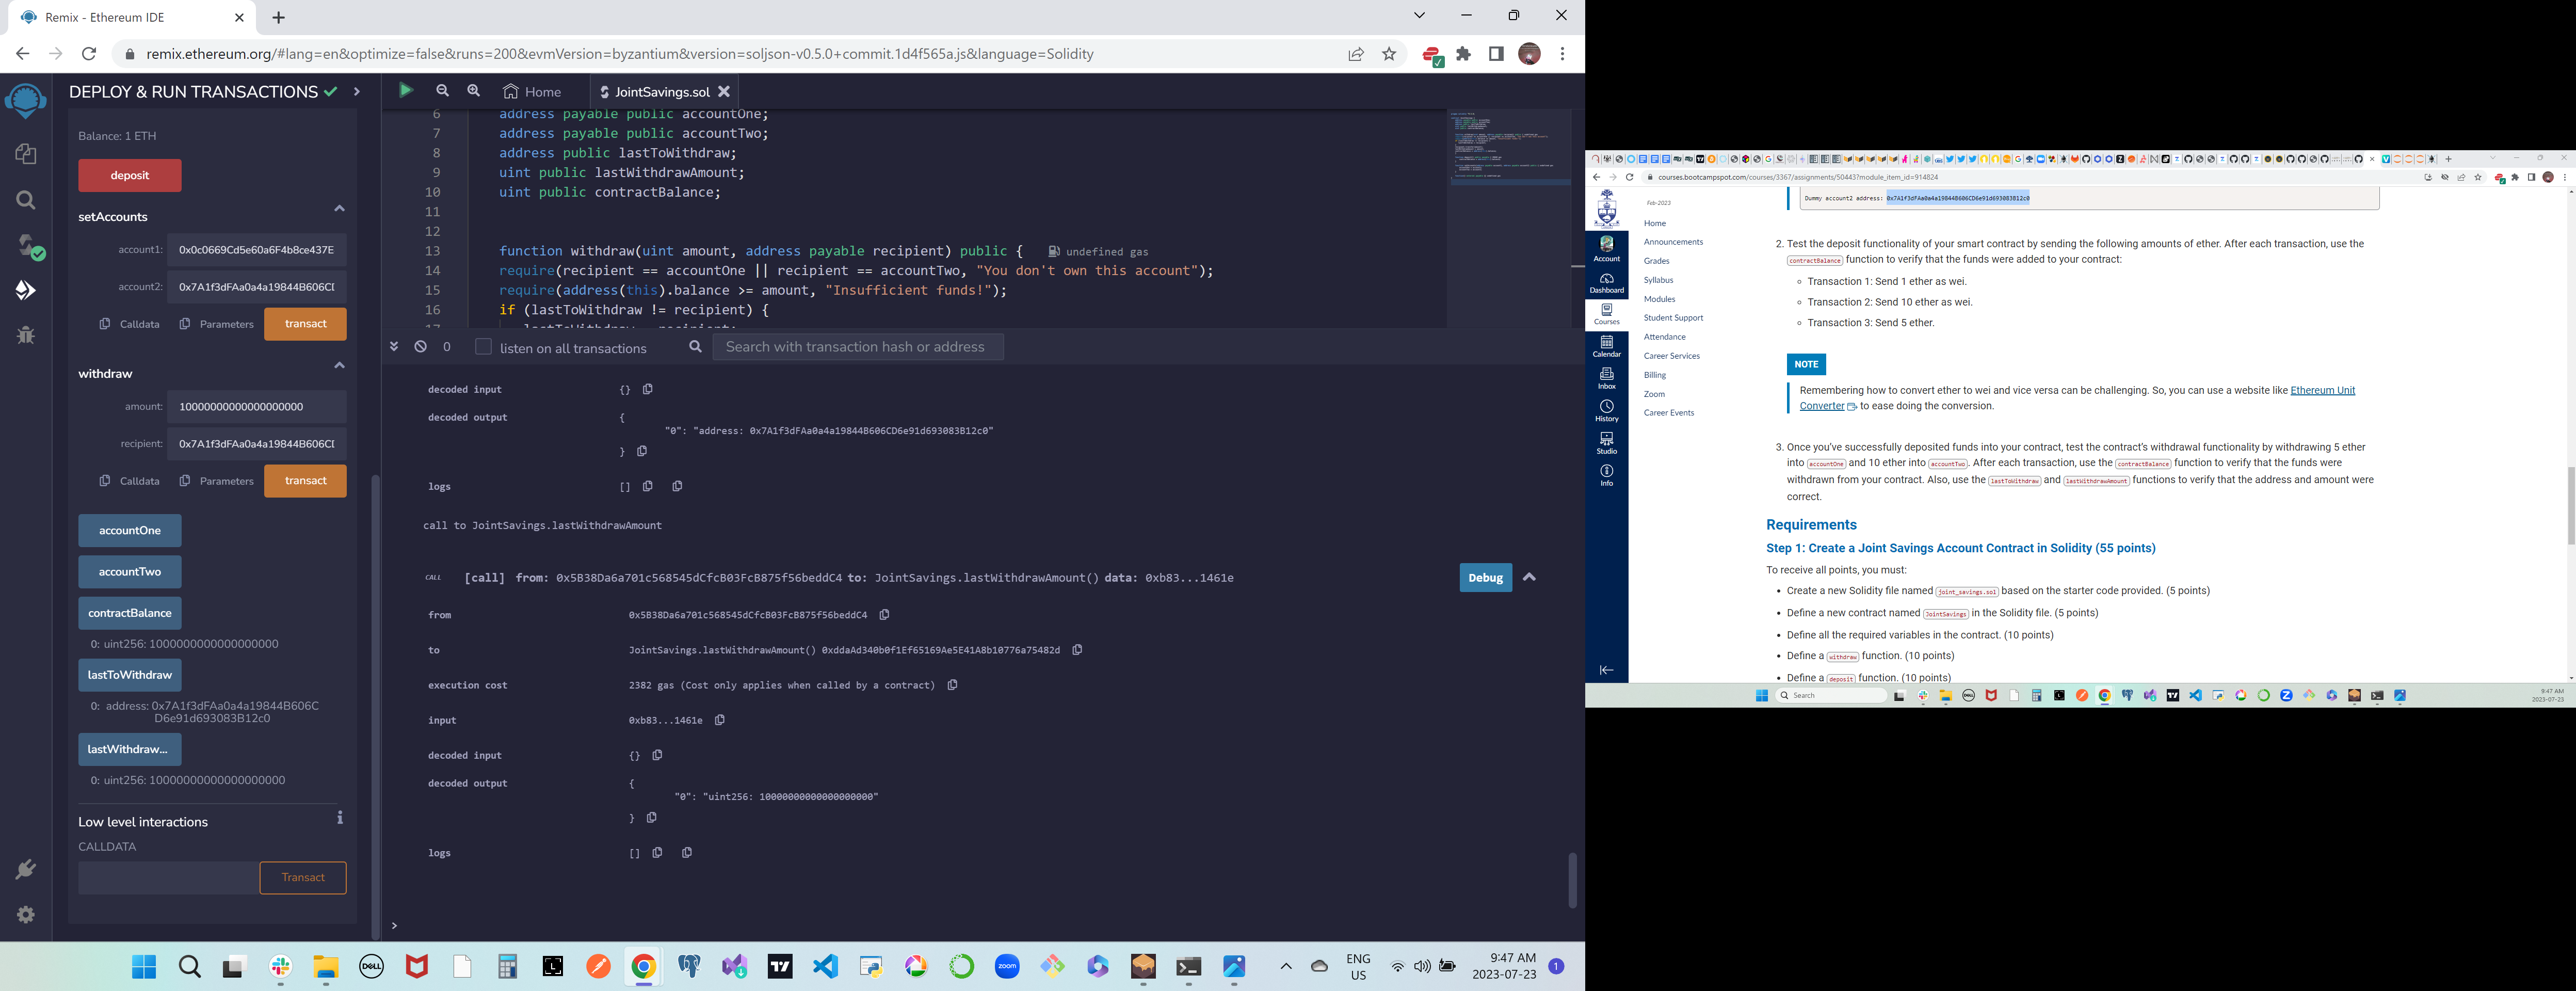 Remix - Ethereum IDE
remix.ethereum.org/#lang=en&optimize=false&runs=200&evmVersion=byzantium&version=soljson-v0.5.0+commit.1d4f565a.js&language=Solidity
DEPLOY & RUN TRANSACTIONS
Balance: 1 ETH
deposit
setAccounts
account1: 0x0c0669Cd5e60a6F4b8ce437E
account2: 0x7A1f3dFAa0a4a19844B606CD
Calldata Parameters transact
withdraw
amount: 10000000000000000000
recipient: 0x7A1f3dFAa0a4a19844B606CD
Calldata Parameters transact
accountOne
accountTwo
contractBalance
0: uint256: 1000000000000000000
lastToWithdraw
0: address: 0x7A1f3dFAa0a4a19844B606C
D6e91d693083B12c0
lastWithdraw...
0: uint256: 10000000000000000000
Low level interactions
CALLDATA
Transact
Home JointSavings.sol
6 address payable public accountOne;
7 address payable public accountTwo;
8 address public lastToWithdraw;
9 uint public lastWithdrawAmount;
10 uint public contractBalance;
11
12
13 function withdraw(uint amount, address payable recipient) public { undefined gas
14 require(recipient == accountOne || recipient == accountTwo, "You don't own this account");
15 require(address(this).balance >= amount, "Insufficient funds!");
16 if (lastToWithdraw != recipient) {
17 lastToWithdraw = recipient;
0 listen on all transactions Search with transaction hash or address
decoded input {}
decoded output {
"0": "address: 0x7A1f3dFAa0a4a19844B606CD6e91d693083B12c0"
}
logs []
call to JointSavings.lastWithdrawAmount
CALL [call] from: 0x5B38Da6a701c568545dCfcB03FcB875f56beddC4 to: JointSavings.lastWithdrawAmount() data: 0xb83...1461e Debug
from 0x5B38Da6a701c568545dCfcB03FcB875f56beddC4
to JointSavings.lastWithdrawAmount() 0xddaAd340b0f1Ef65169Ae5E41A8b10776a75482d
execution cost 2382 gas (Cost only applies when called by a contract)
input 0xb83...1461e
decoded input {}
decoded output {
"0": "uint256: 10000000000000000000"
}
logs []
>
DELL
zoom
ENG
US
9:47 AM
2023-07-23
1
courses.bootcampspot.com/courses/3367/assignments/50443?module_item_id=914824
Account
Dashboard
Courses
Calendar
Inbox
History
Studio
Info
Feb-2023
Home
Announcements
Grades
Syllabus
Modules
Student Support
Attendance
Career Services
Billing
Zoom
Career Events
Dummy account2 address: 0x7A1f3dFAa0a4a19844B606CD6e91d693083B12c0
2. Test the deposit functionality of your smart contract by sending the following amounts of ether. After each transaction, use the
contractBalance function to verify that the funds were added to your contract:
Transaction 1: Send 1 ether as wei.
Transaction 2: Send 10 ether as wei.
Transaction 3: Send 5 ether.
NOTE
Remembering how to convert ether to wei and vice versa can be challenging. So, you can use a website like Ethereum Unit
Converter to ease doing the conversion.
3. Once you've successfully deposited funds into your contract, test the contract's withdrawal functionality by withdrawing 5 ether
into accountOne and 10 ether into accountTwo. After each transaction, use the contractBalance function to verify that the funds were
withdrawn from your contract. Also, use the lastToWithdraw and lastWithdrawAmount functions to verify that the address and amount were
correct.
Requirements
Step 1: Create a Joint Savings Account Contract in Solidity (55 points)
To receive all points, you must:
• Create a new Solidity file named joint_savings.sol based on the starter code provided. (5 points)
• Define a new contract named JointSavings in the Solidity file. (5 points)
• Define all the required variables in the contract. (10 points)
• Define a withdraw function. (10 points)
• Define a deposit function. (10 points)
Search
9:47 AM
2023-07-23